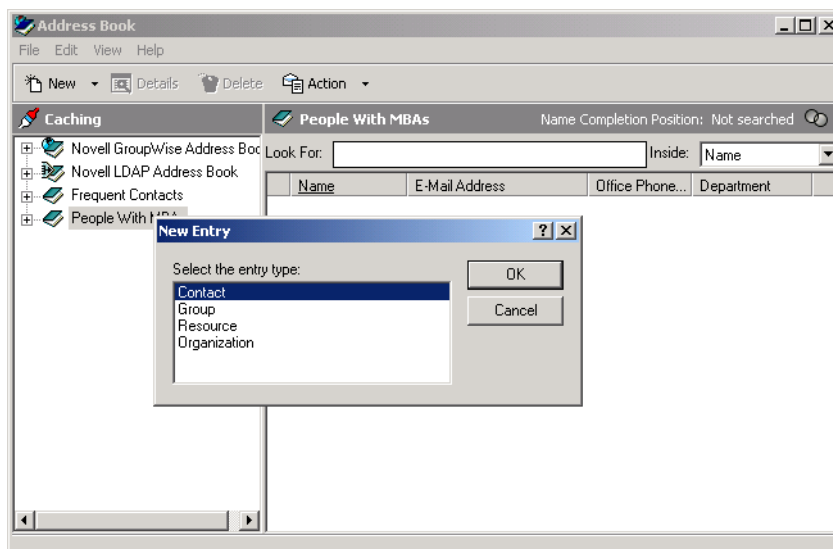 Address Book
File Edit View Help
New Details Delete Action
Caching
People With MBAs Name Completion Position: Not searched
Novell GroupWise Address Boo
Look For: Inside: Name
Novell LDAP Address Book
Name E-Mail Address Office Phone... Department
Frequent Contacts
People With MBA
New Entry
Select the entry type:
OK
Contact
Group
Cancel
Resource
Organization